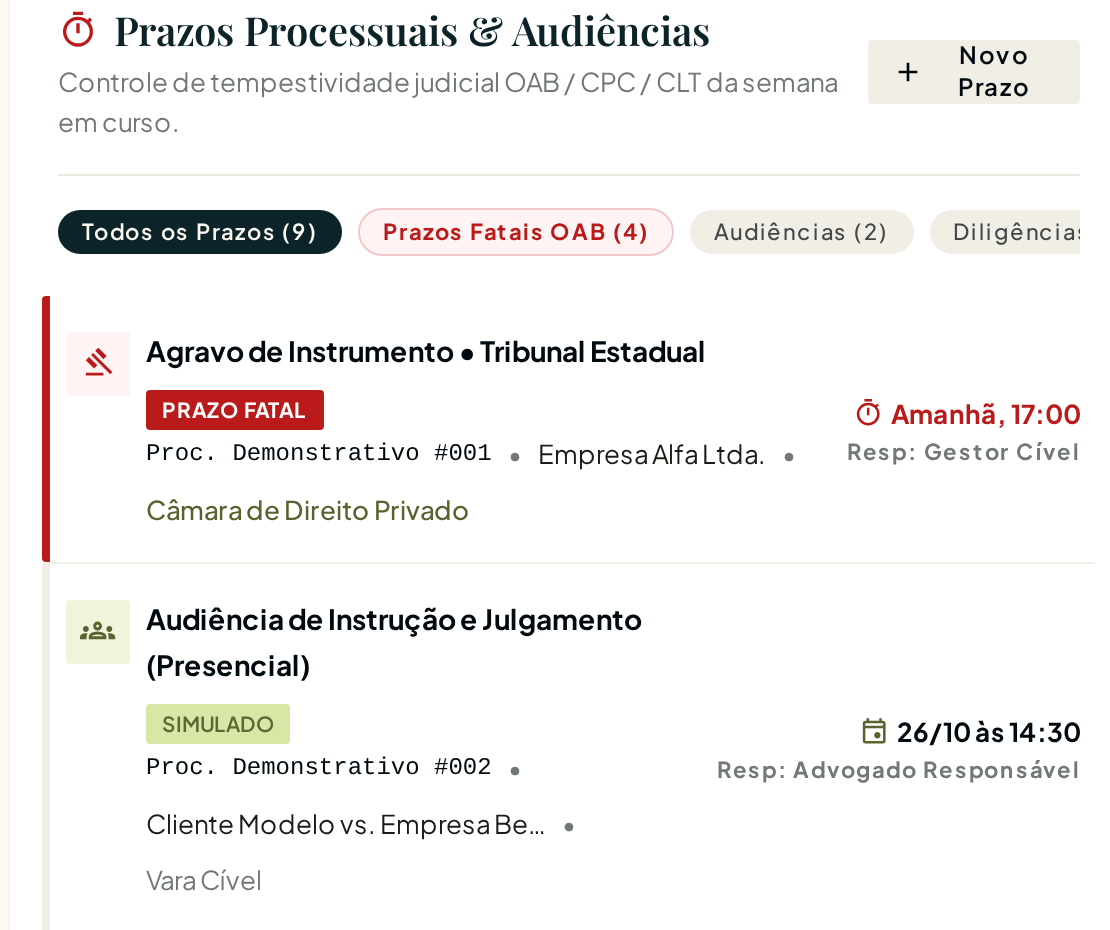 Prazos Processuais & Audiências
Controle de tempestividade judicial OAB / CPC / CLT da semana
em curso.
+ Novo
Prazo
Todos os Prazos (9)
Prazos Fatais OAB (4)
Audiências (2)
Diligências
Agravo de Instrumento • Tribunal Estadual
PRAZO FATAL
Amanhã, 17:00
Proc. Demonstrativo #001 • Empresa Alfa Ltda. •
Resp: Gestor Cível
Câmara de Direito Privado
Audiência de Instrução e Julgamento
(Presencial)
SIMULADO
26/10 às 14:30
Proc. Demonstrativo #002 •
Resp: Advogado Responsável
Cliente Modelo vs. Empresa Be... •
Vara Cível